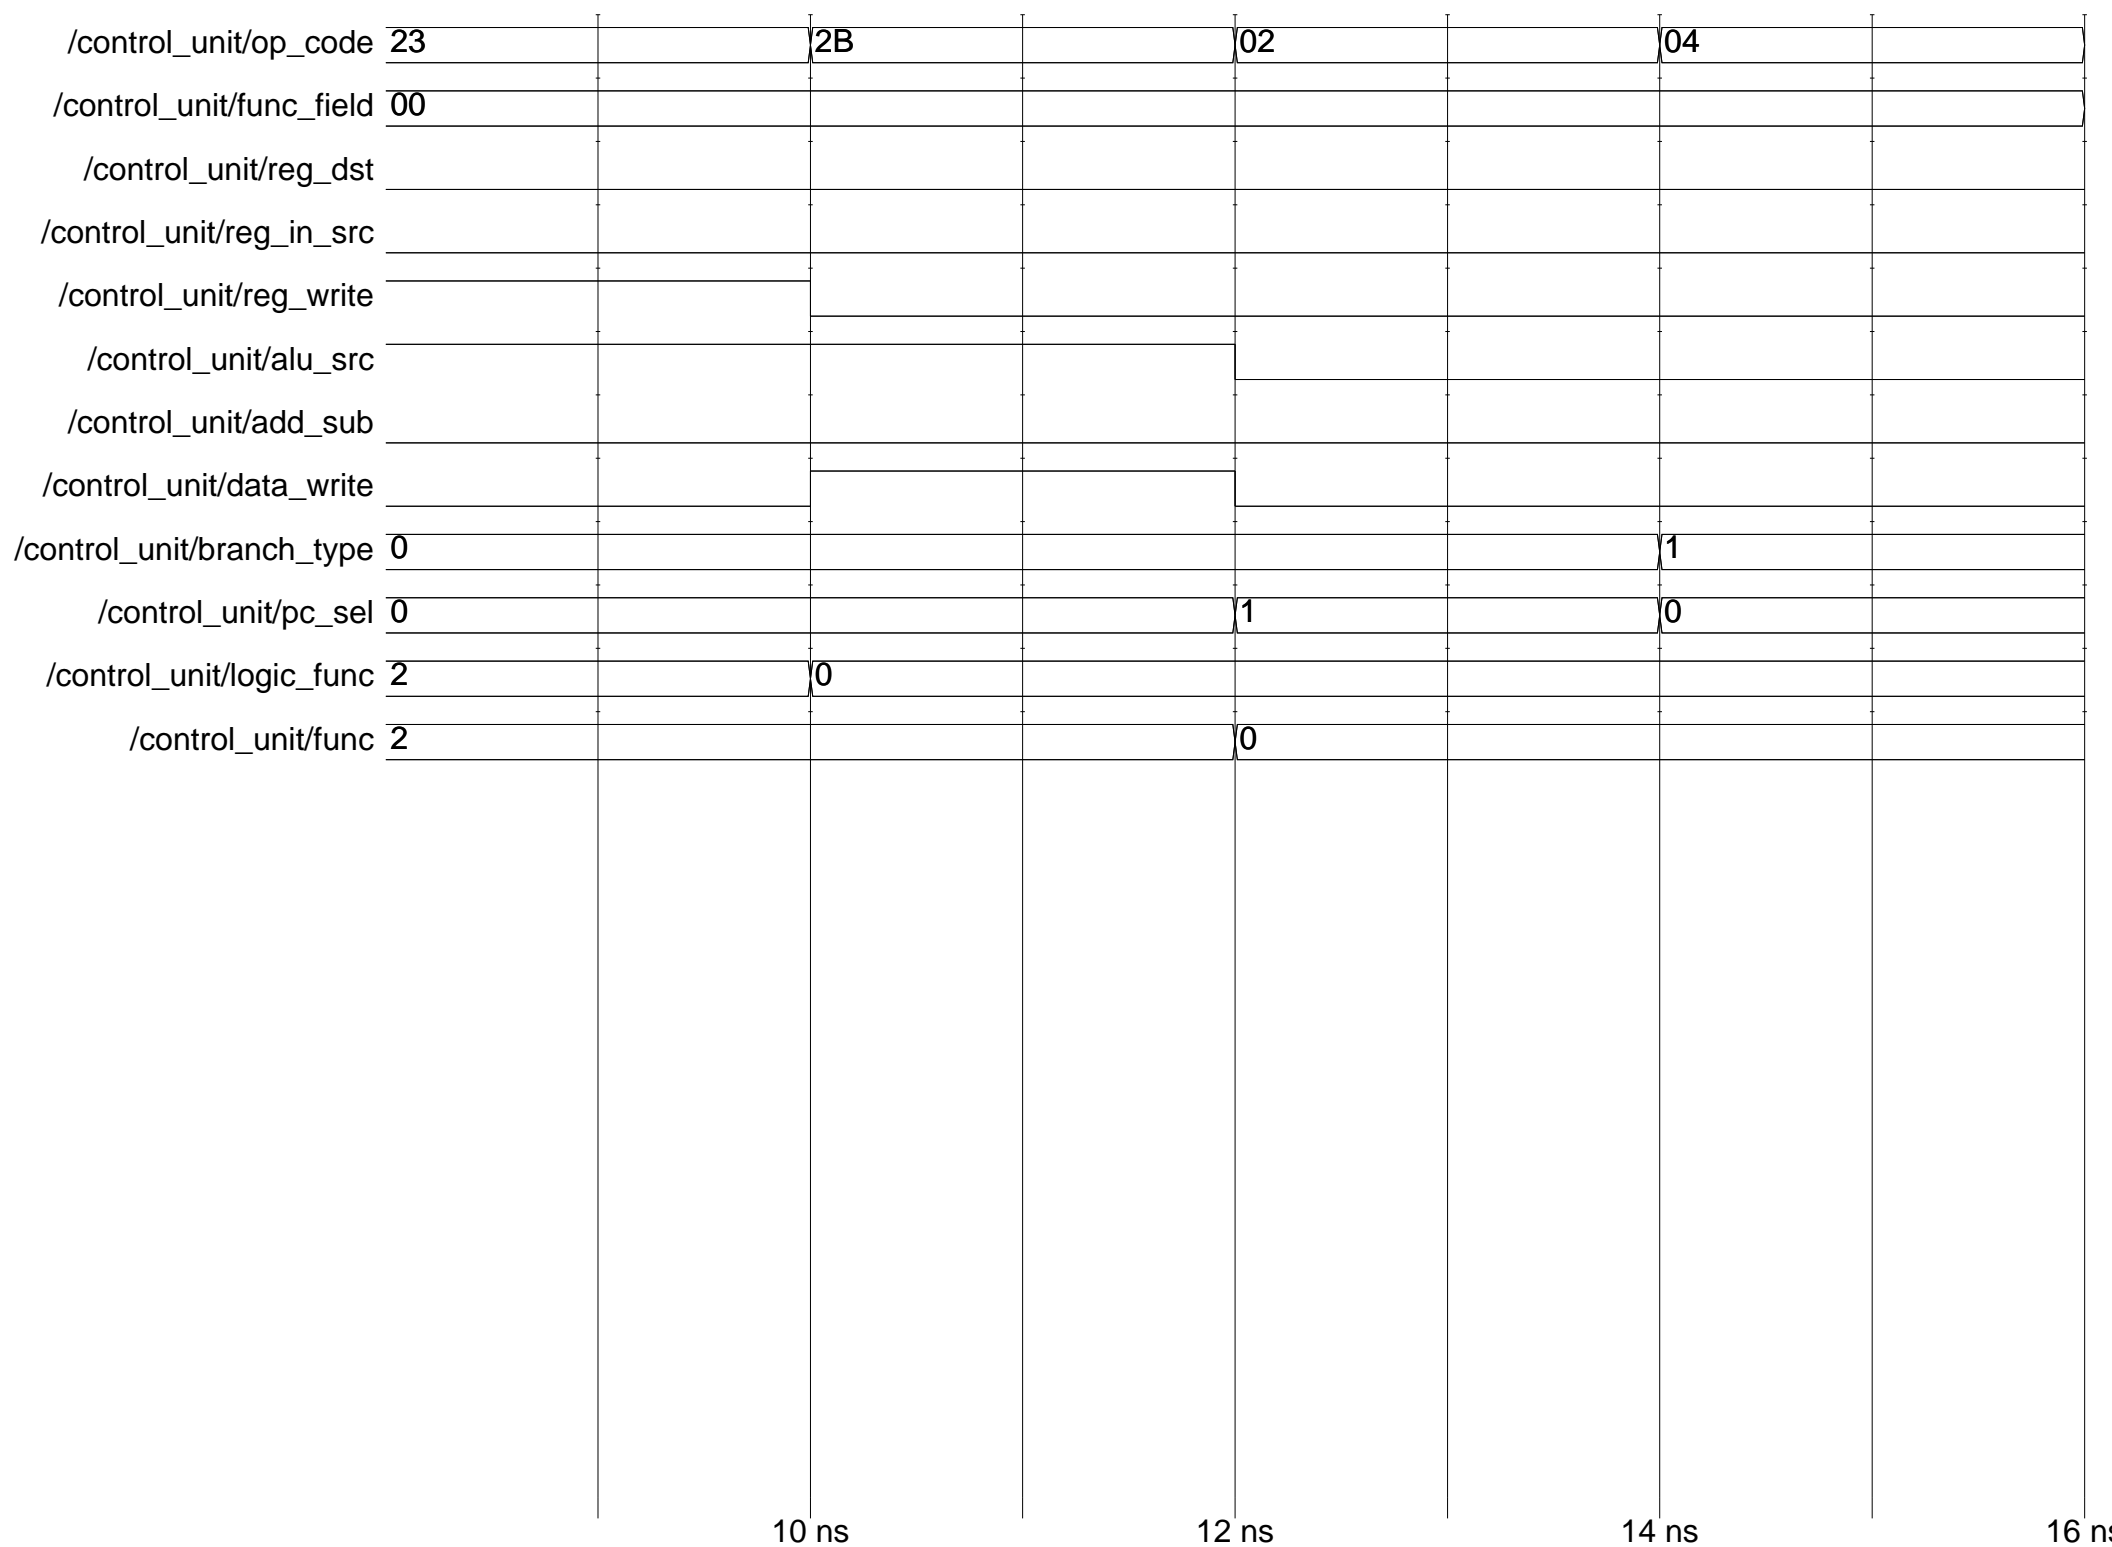 /control_unit/op_code 23 2B 02 04
/control_unit/func_field 00
/control_unit/reg_dst
/control_unit/reg_in_src
/control_unit/reg_write
/control_unit/alu_src
/control_unit/add_sub
/control_unit/data_write
/control_unit/branch_type 0 1
/control_unit/pc_sel 0 1 0
/control_unit/logic_func 2 0
/control_unit/func 2 0
10 ns 12 ns 14 ns 16 ns